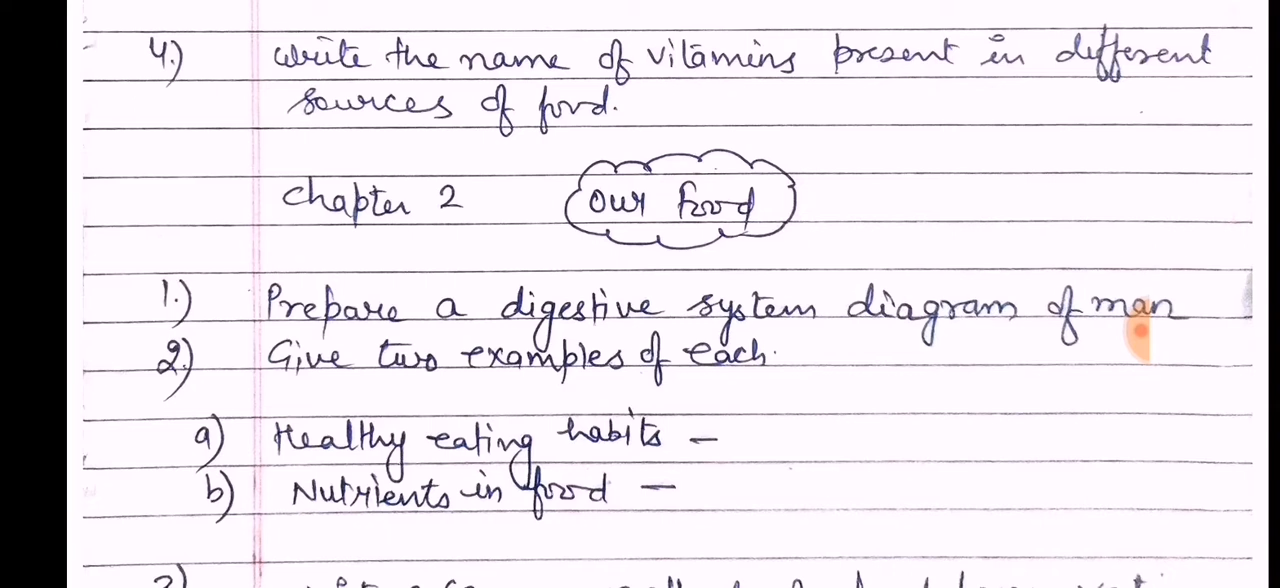 4.) Write the name of vitamins present in different
sources of food.
Chapter 2 Our Food
1.) Prepare a digestive system diagram of man
2.) Give two examples of each.
a) Healthy eating habits –
b) Nutrients in food –